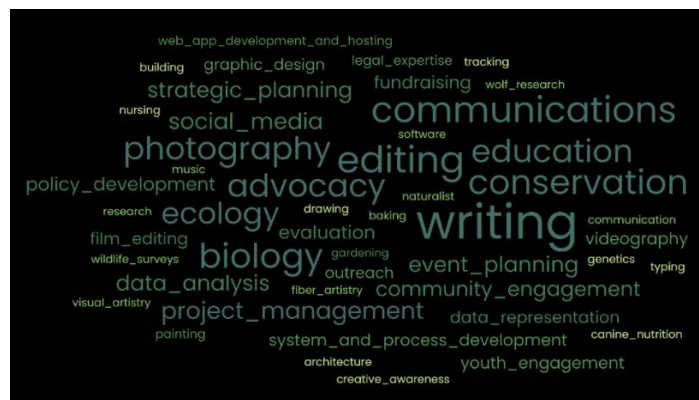 web_app_development_and_hosting
building graphic_design legal_expertise tracking
strategic_planning fundraising wolf_research
nursing social_media communications
software
photography editing education
music
policy_development advocacy naturalist conservation
research ecology drawing baking writing communication
film_editing evaluation videography
wildlife_surveys biology gardening event_planning genetics typing
data_analysis outreach
visual_artistry fiber_artistry community_engagement
project_management data_representation
painting system_and_process_development canine_nutrition
architecture youth_engagement
creative_awareness